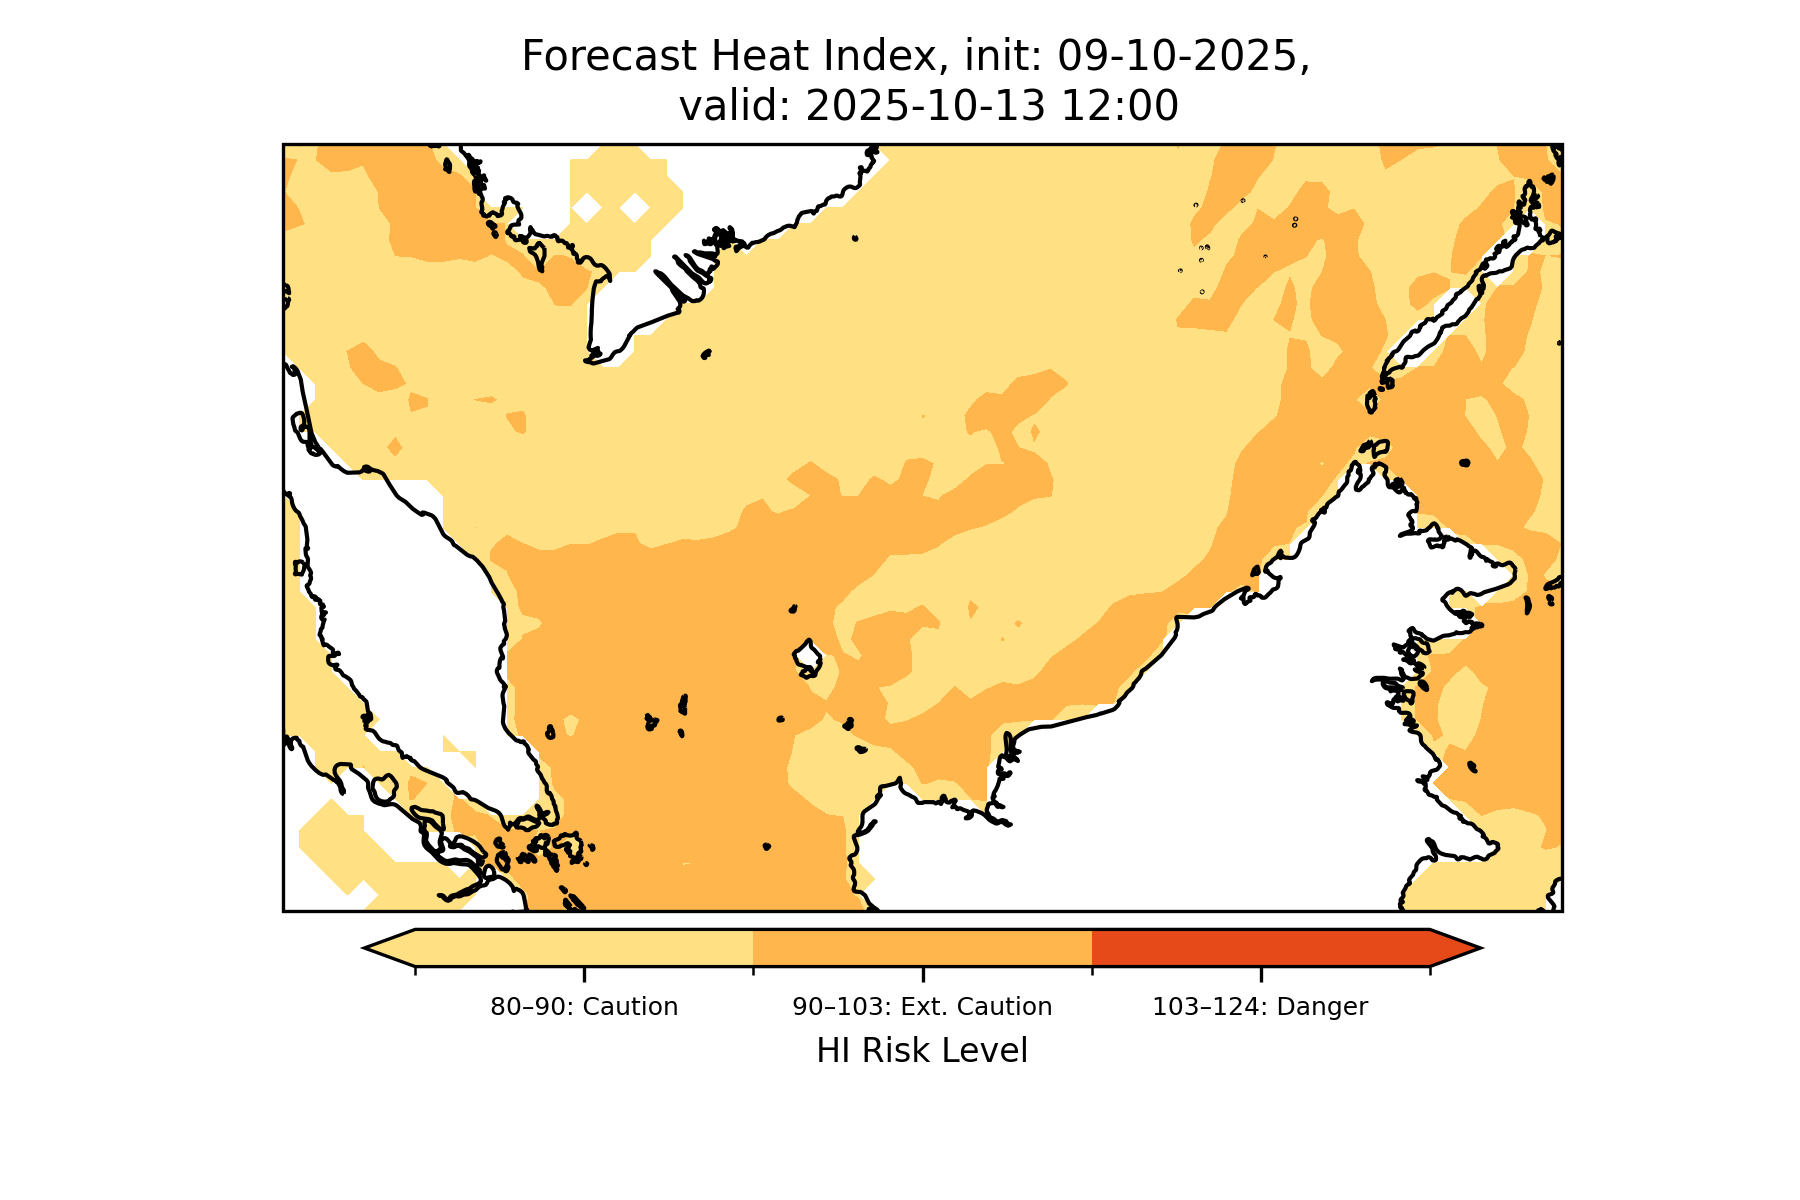 Forecast Heat Index, init: 09-10-2025,
valid: 2025-10-13 12:00
80–90: Caution
90–103: Ext. Caution
103–124: Danger
HI Risk Level